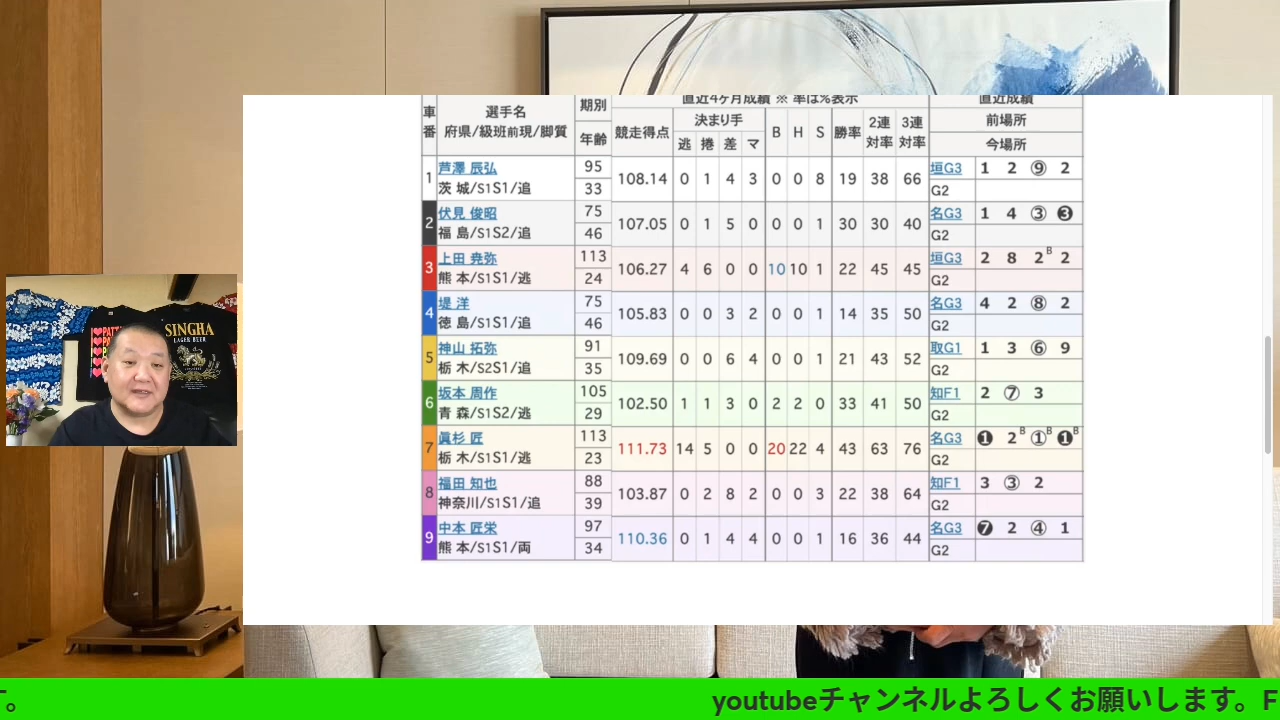 直近4ヶ月成績 ※ 率は%表示 直近成績
車番 選手名 府県/級班前現/脚質 期別 年齢 競走得点 決まり手 逃 捲 差 マ B H S 勝率 2連対率 3連対率 前場所 今場所
1 芦澤 辰弘 95 108.14 0 1 4 3 0 0 8 19 38 66 垣G3 1 2 ⑨ 2
茨 城/S1S1/追 33 G2
2 伏見 俊昭 75 107.05 0 1 5 0 0 0 1 30 30 40 名G3 1 4 ③ ❸
福 島/S1S2/追 46 G2
3 上田 尭弥 113 106.27 4 6 0 0 10 10 1 22 45 45 垣G3 2 8 2B 2
熊 本/S1S1/逃 24 G2
4 堤 洋 75 105.83 0 0 3 2 0 0 1 14 35 50 名G3 4 2 ⑧ 2
徳 島/S1S1/追 46 G2
5 神山 拓弥 91 109.69 0 0 6 4 0 0 1 21 43 52 取G1 1 3 ⑥ 9
栃 木/S2S1/追 35 G2
6 坂本 周作 105 102.50 1 1 3 0 2 2 0 33 41 50 知F1 2 ⑦ 3
青 森/S1S2/逃 29 G2
7 眞杉 匠 113 111.73 14 5 0 0 20 22 4 43 63 76 名G3 ❶ 2B ①B ❶B
栃 木/S1S1/逃 23 G2
8 福田 知也 88 103.87 0 2 8 2 0 0 3 22 38 64 知F1 3 ③ 2
神奈川/S1S1/追 39 G2
9 中本 匠栄 97 110.36 0 1 4 4 0 0 1 16 36 44 名G3 ❼ 2 ④ 1
熊 本/S1S1/両 34 G2
SINGHA
LAGER BEER
す。 youtubeチャンネルよろしくお願いします。F